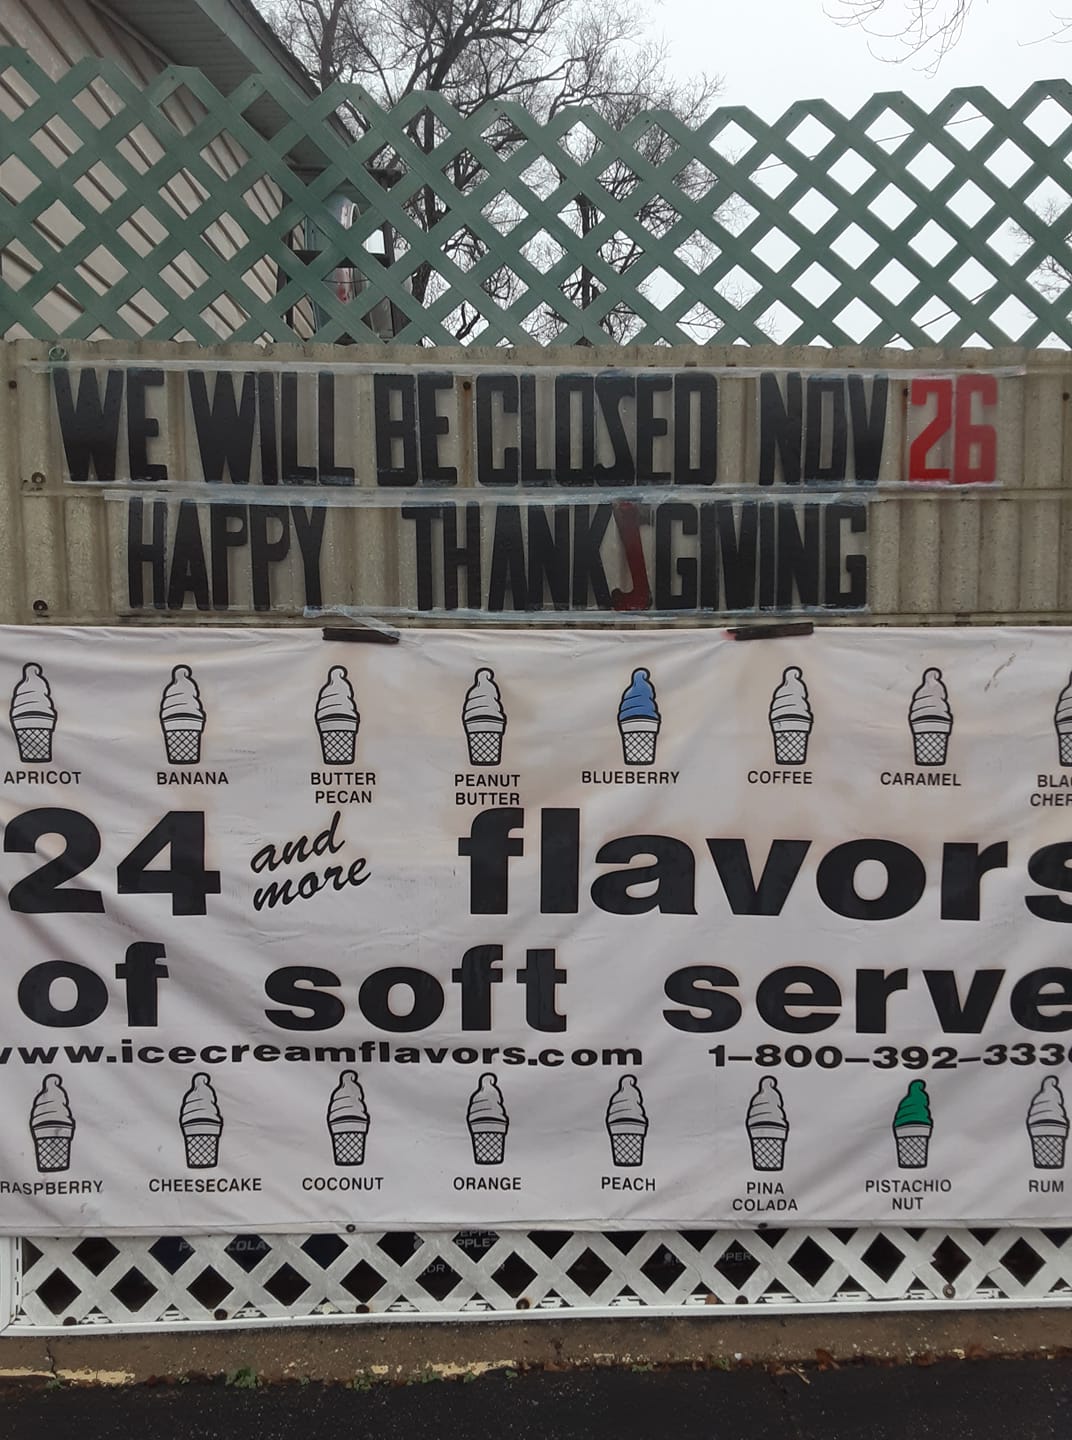 WE WILL BE CLOSED NOV 26
HAPPY THANKSGIVING
APRICOT
BANANA
BUTTER PECAN
PEANUT BUTTER
BLUEBERRY
COFFEE
CARAMEL
24 and more flavors
of soft serve
www.icecreamflavors.com 1-800-392-333
RASPBERRY
CHEESECAKE
COCONUT
ORANGE
PEACH
PINA COLADA
PISTACHIO NUT
RUM